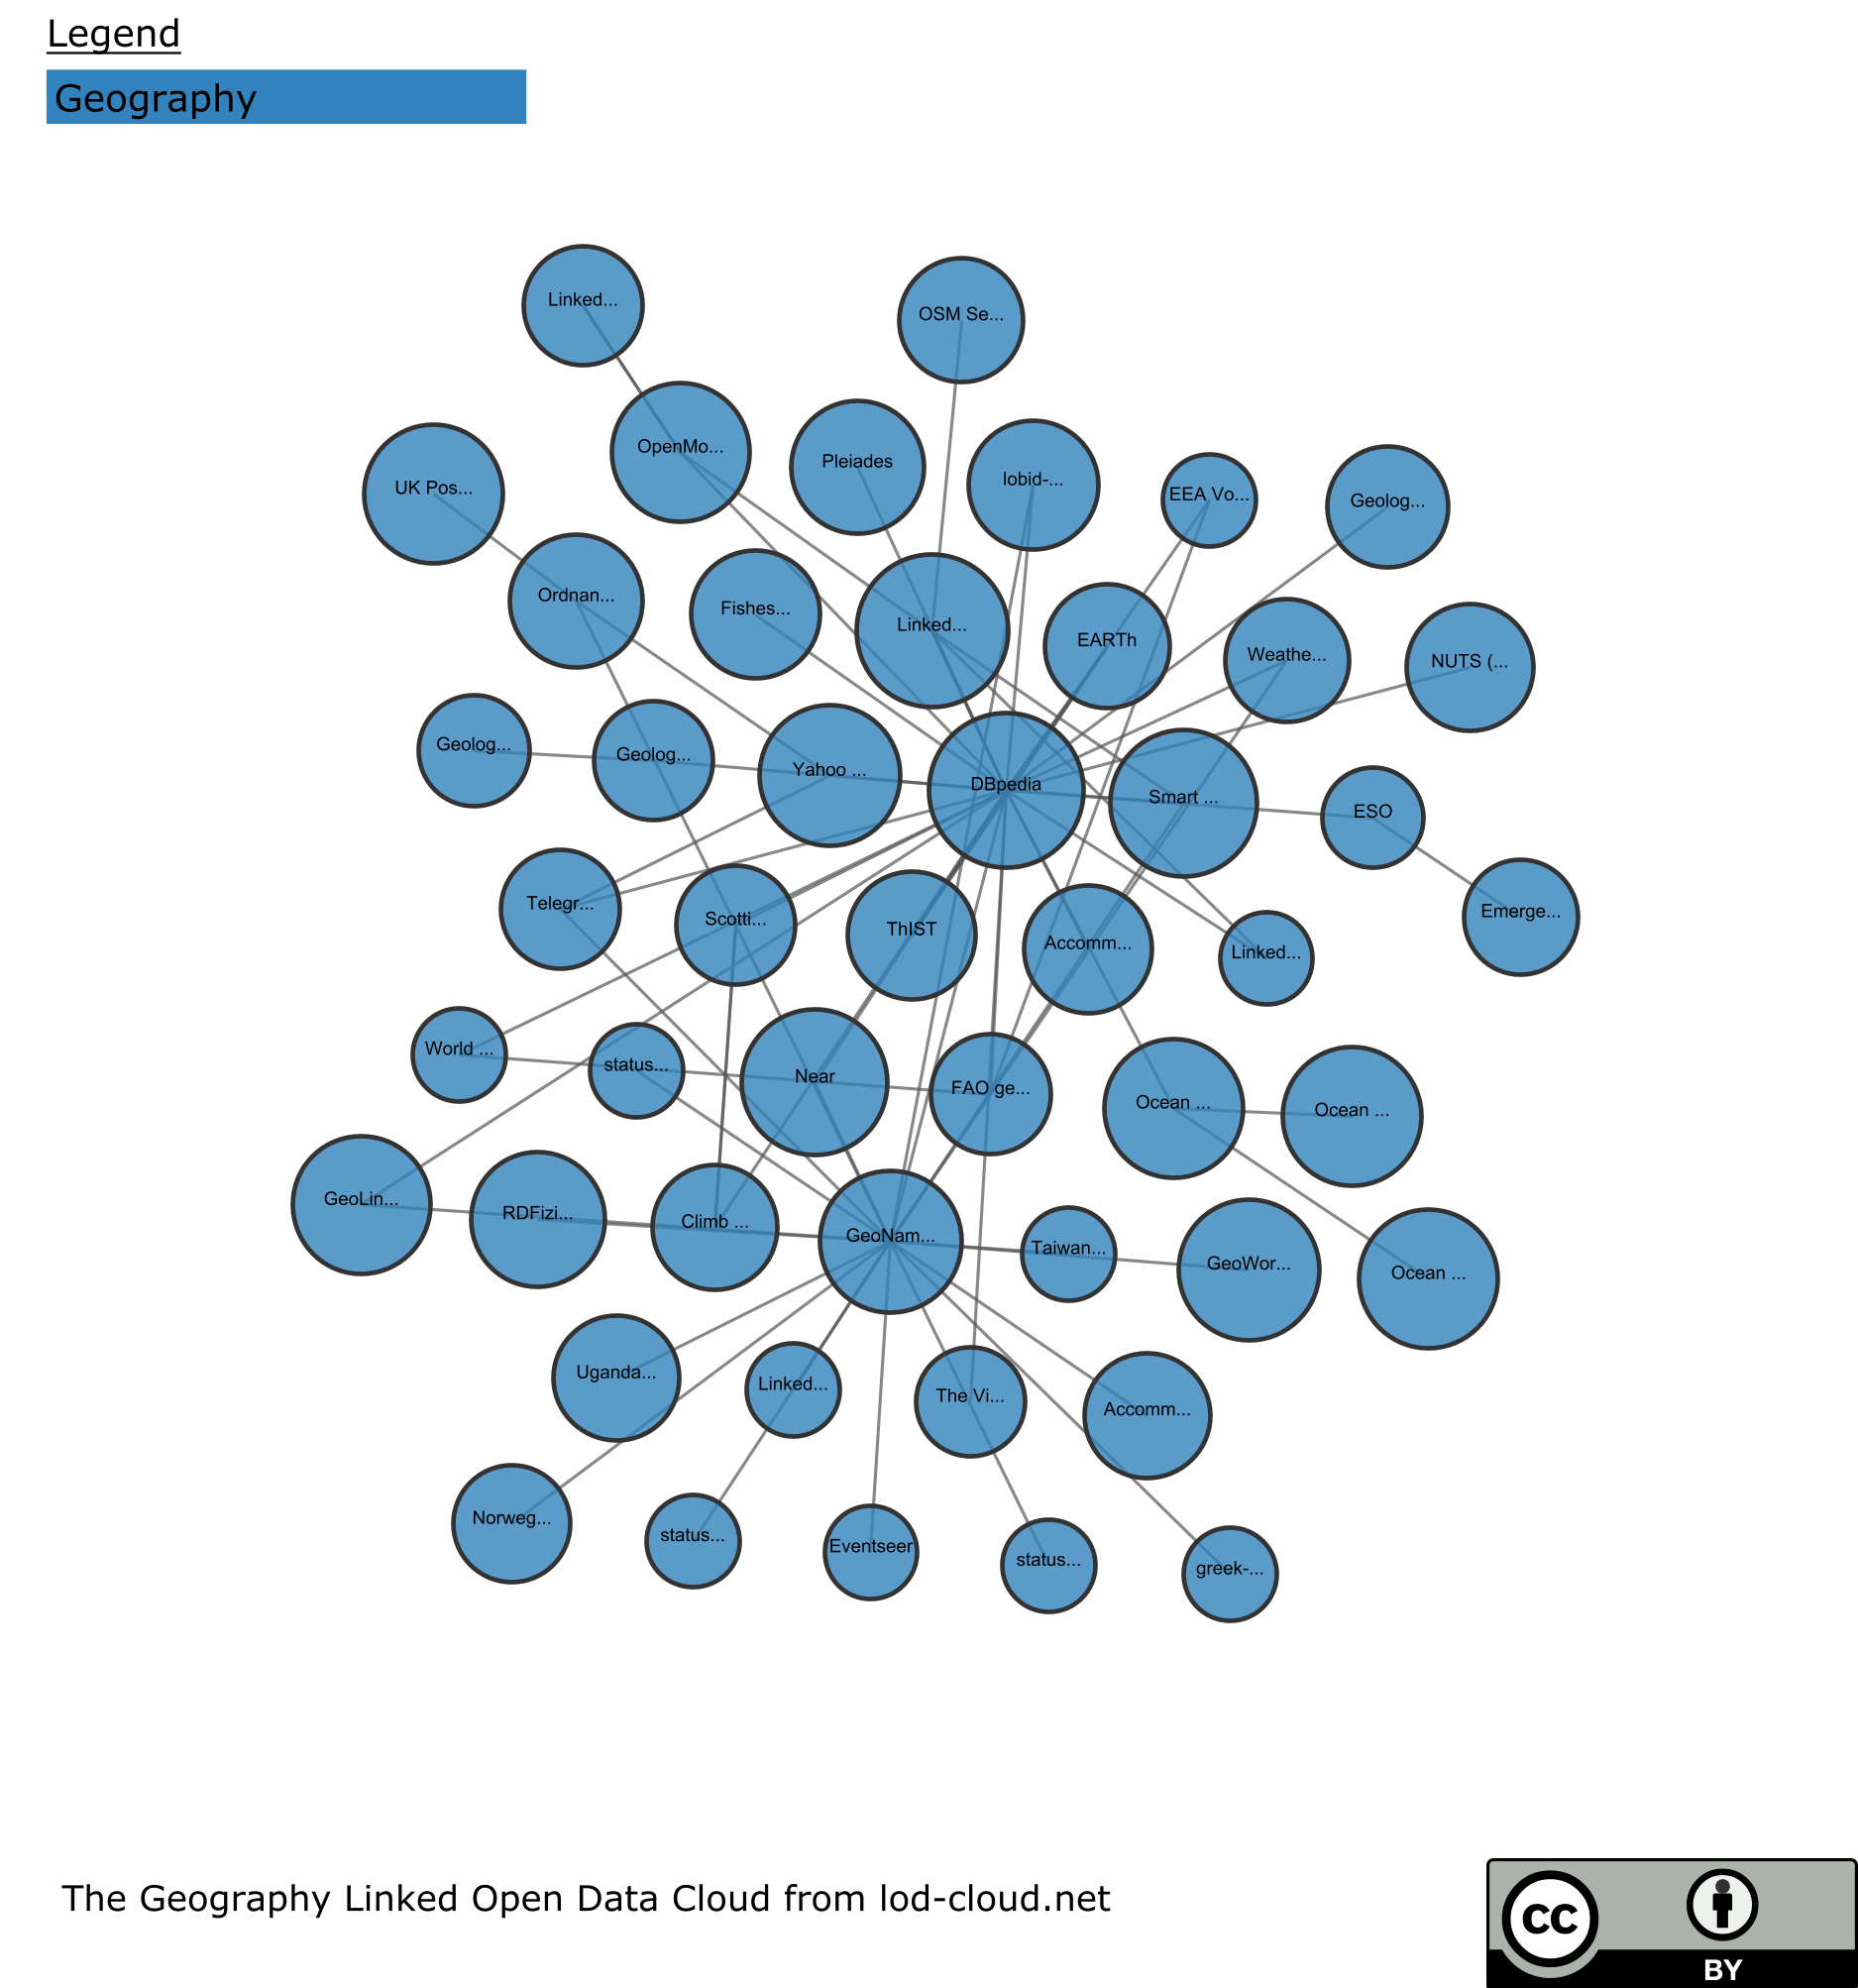 Legend
Geography
Linked...
OSM Se...
OpenMo...
Pleiades
lobid-...
UK Pos...
EEA Vo...
Geolog...
Ordnan...
Fishes...
Linked...
EARTh
Weathe...
NUTS (...
Geolog...
Geolog...
Yahoo ...
DBpedia
Smart ...
ESO
Telegr...
Scotti...
ThIST
Accomm...
Linked...
Emerge...
World ...
status...
Near
FAO ge...
Ocean ...
Ocean ...
GeoLin...
RDFizi...
Climb ...
GeoNam...
Taiwan...
GeoWor...
Ocean ...
Uganda...
Linked...
The Vi...
Accomm...
Norweg...
status...
Eventseer
status...
greek-...
The Geography Linked Open Data Cloud from lod-cloud.net
cc
BY